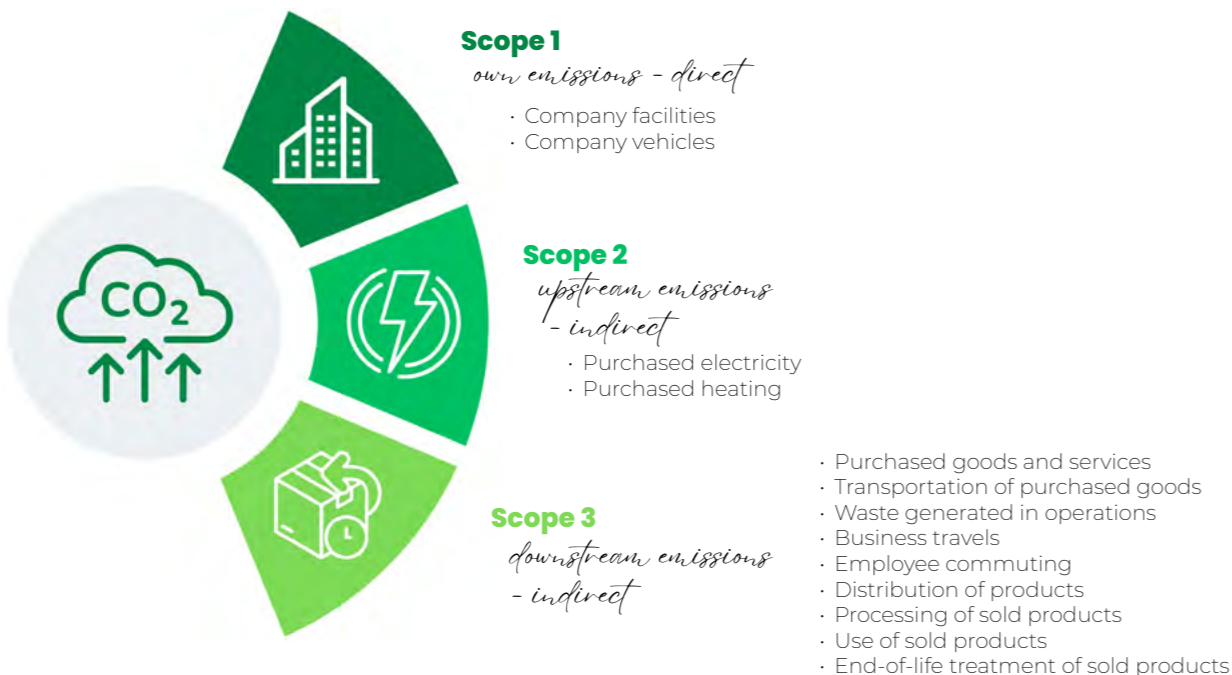 CO₂
Scope 1
own emissions - direct
· Company facilities
· Company vehicles
Scope 2
upstream emissions
- indirect
· Purchased electricity
· Purchased heating
Scope 3
downstream emissions
- indirect
· Purchased goods and services
· Transportation of purchased goods
· Waste generated in operations
· Business travels
· Employee commuting
· Distribution of products
· Processing of sold products
· Use of sold products
· End-of-life treatment of sold products